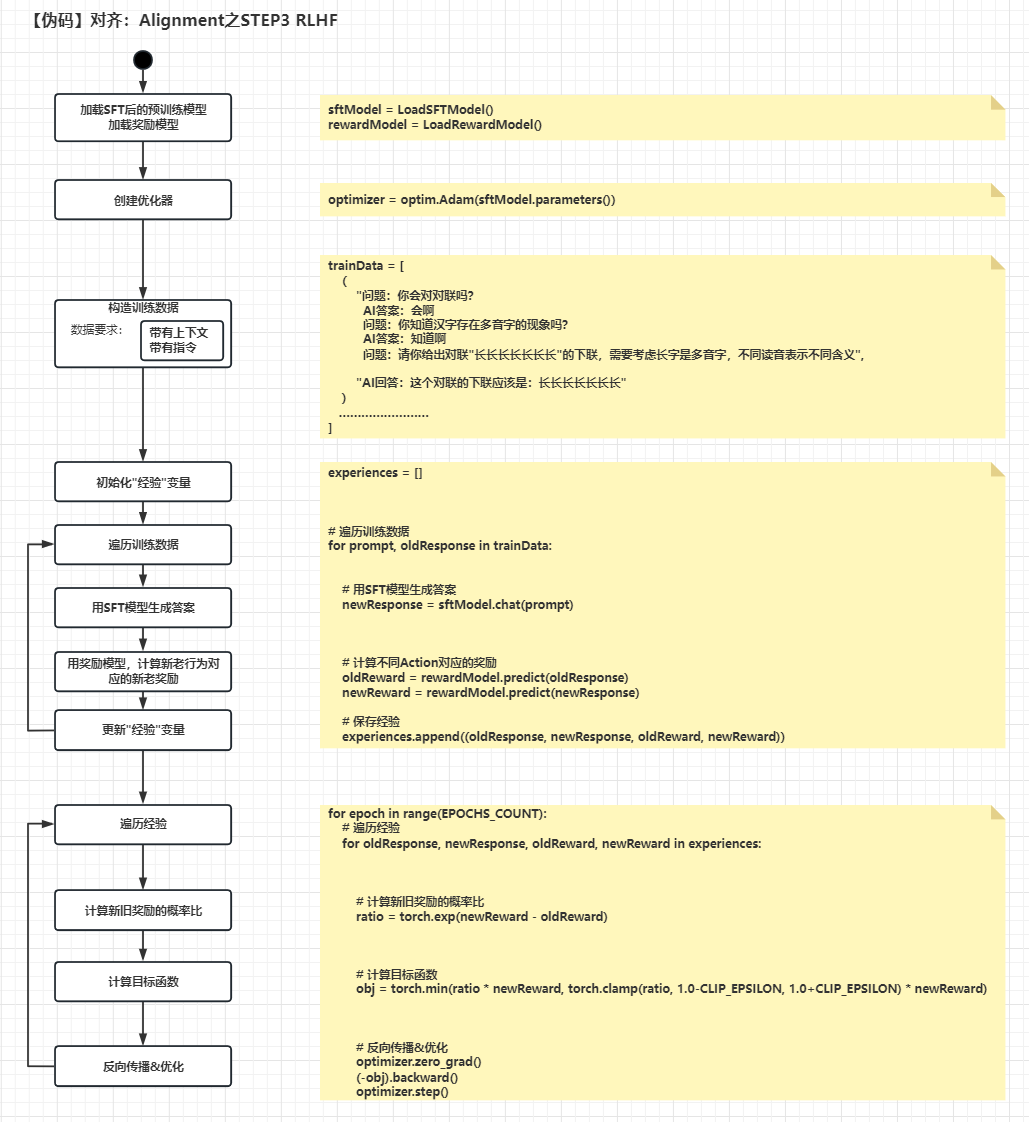 【伪码】对齐：Alignment之STEP3 RLHF
加载SFT后的预训练模型
加载奖励模型
sftModel = LoadSFTModel()
rewardModel = LoadRewardModel()
创建优化器
optimizer = optim.Adam(sftModel.parameters())
构造训练数据
数据要求：
带有上下文
带有指令
trainData = [
(
"问题：你会对对联吗?
AI答案：会啊
问题：你知道汉字存在多音字的现象吗?
AI答案：知道啊
问题：请你给出对联"长长长长长长长"的下联，需要考虑长字是多音字，不同读音表示不同含义",
"AI回答：这个对联的下联应该是：长长长长长长长"
)
........................
]
初始化"经验"变量
遍历训练数据
用SFT模型生成答案
用奖励模型，计算新老行为对
应的新老奖励
更新"经验"变量
experiences = []
# 遍历训练数据
for prompt, oldResponse in trainData:
# 用SFT模型生成答案
newResponse = sftModel.chat(prompt)
# 计算不同Action对应的奖励
oldReward = rewardModel.predict(oldResponse)
newReward = rewardModel.predict(newResponse)
# 保存经验
experiences.append((oldResponse, newResponse, oldReward, newReward))
遍历经验
计算新旧奖励的概率比
计算目标函数
反向传播&优化
for epoch in range(EPOCHS_COUNT):
# 遍历经验
for oldResponse, newResponse, oldReward, newReward in experiences:
# 计算新旧奖励的概率比
ratio = torch.exp(newReward - oldReward)
# 计算目标函数
obj = torch.min(ratio * newReward, torch.clamp(ratio, 1.0-CLIP_EPSILON, 1.0+CLIP_EPSILON) * newReward)
# 反向传播&优化
optimizer.zero_grad()
(-obj).backward()
optimizer.step()